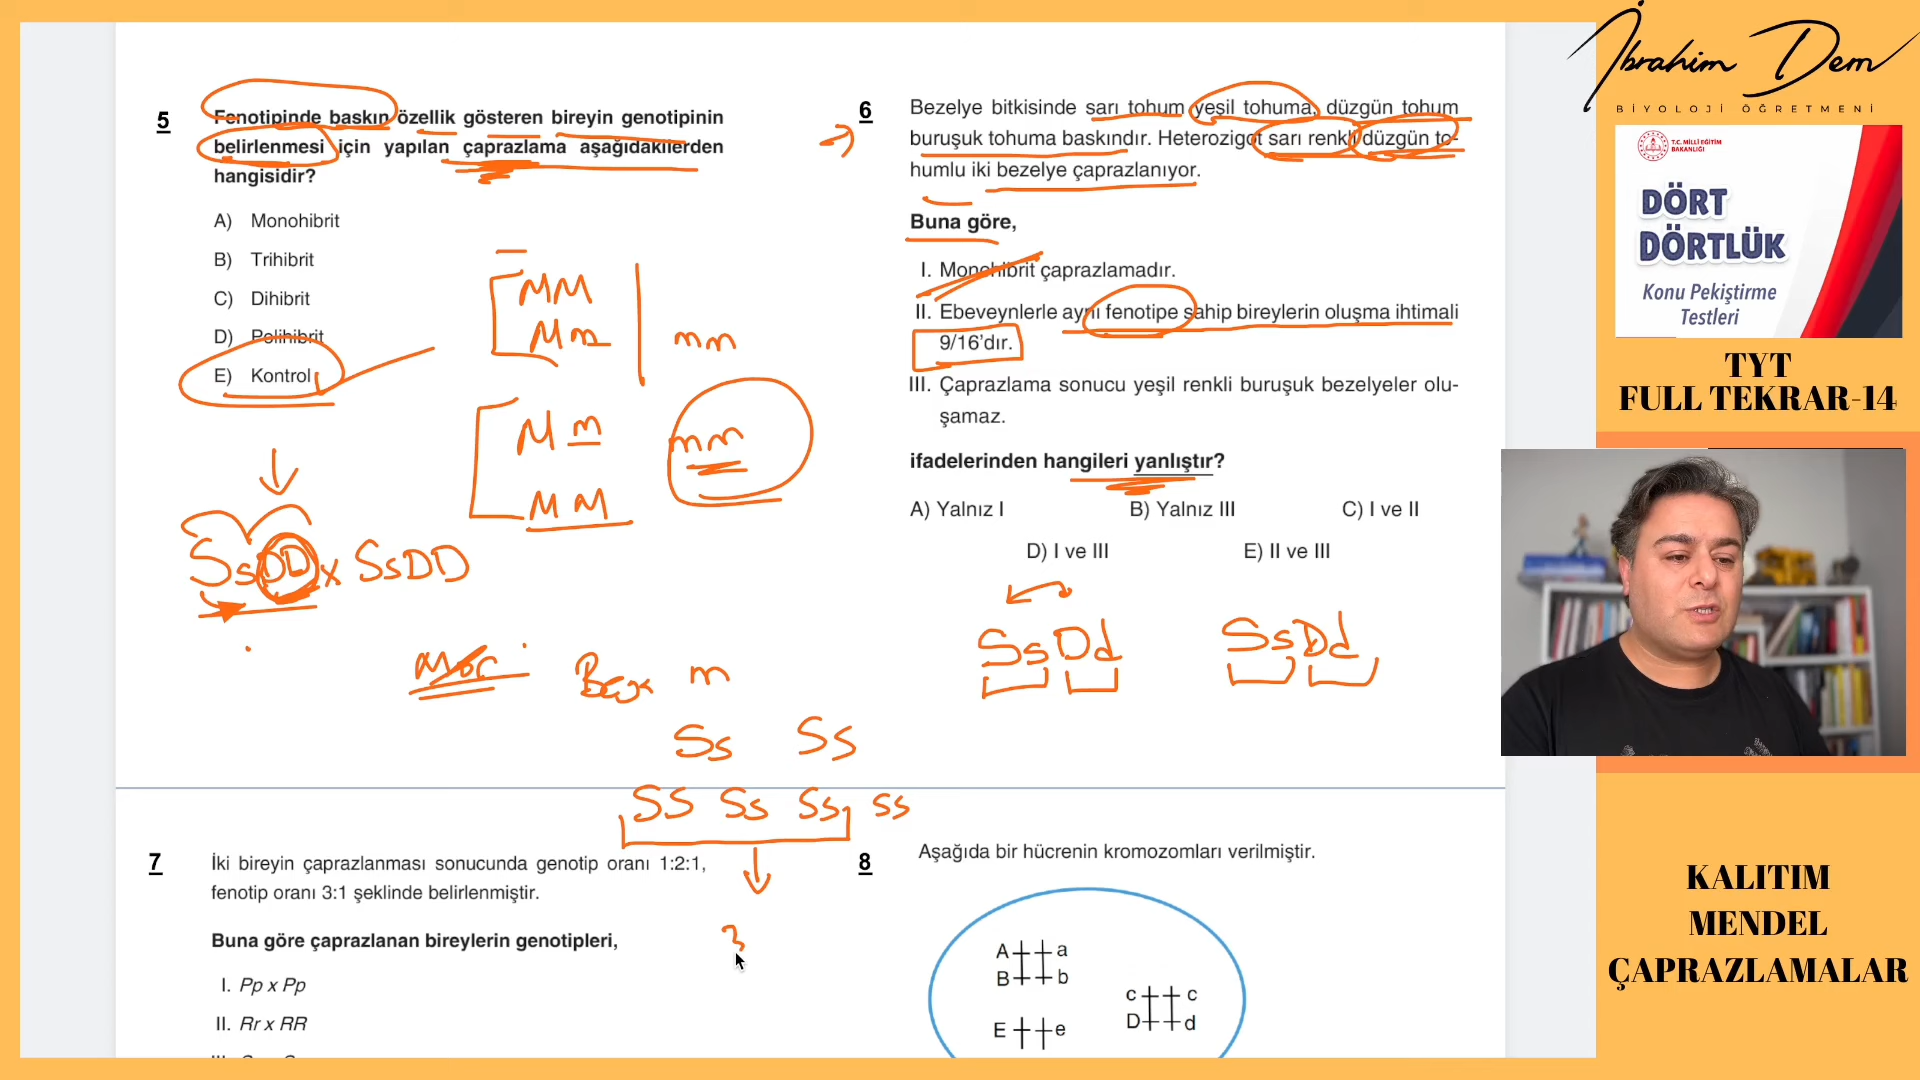 5
Fenotipinde baskın özellik gösteren bireyin genotipinin
belirlenmesi için yapılan çaprazlama aşağıdakilerden
hangisidir?
A) Monohibrit
B) Trihibrit
C) Dihibrit
D) Polihibrit
E) Kontrol
MM
Mm
mm
Mm
mm
MM
SsDD x SsDD
Mor
m
Ss Ss
SS Ss Ss ss
3
6
Bezelye bitkisinde sarı tohum yeşil tohuma, düzgün tohum
buruşuk tohuma baskındır. Heterozigot sarı renkli düzgün to-
humlu iki bezelye çaprazlanıyor.
Buna göre,
I. Monohibrit çaprazlamadır.
II. Ebeveynlerle aynı fenotipe sahip bireylerin oluşma ihtimali
9/16'dır.
III. Çaprazlama sonucu yeşil renkli buruşuk bezelyeler olu-
şamaz.
ifadelerinden hangileri yanlıştır?
A) Yalnız I B) Yalnız III C) I ve II
D) I ve III E) II ve III
SsDd SsDd
7
İki bireyin çaprazlanması sonucunda genotip oranı 1:2:1,
fenotip oranı 3:1 şeklinde belirlenmiştir.
Buna göre çaprazlanan bireylerin genotipleri,
I. Pp x Pp
II. Rr x RR
8
Aşağıda bir hücrenin kromozomları verilmiştir.
A a
B b
c c
D d
E e
İbrahim Dem
BİYOLOJİ ÖĞRETMENİ
T.C. MİLLÎ EĞİTİM
BAKANLIĞI
DÖRT
DÖRTLÜK
Konu Pekiştirme
Testleri
TYT
FULL TEKRAR-14
KALITIM
MENDEL
ÇAPRAZLAMALAR